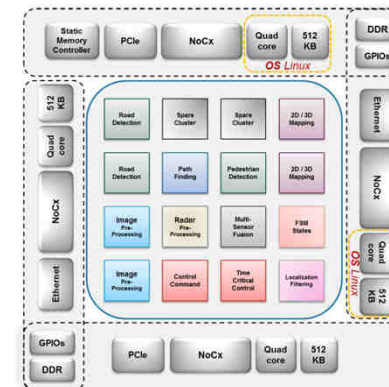 Static
Memory
Controller
PCIe
NoCx
Quad
core
512
KB
OS Linux
DDR
GPIOs
512
KB
Quad
core
NoCx
Ethernet
Road
Detection
Spare
Cluster
Spare
Cluster
2D / 3D
Mapping
Road
Detection
Path
Finding
Pedestrian
Detection
2D / 3D
Mapping
Image
Pre-
Processing
Radar
Pre-
Processing
Multi-
Sensor
Fusion
FSM
States
Image
Pre-
Processing
Control
Command
Time
Critical
Control
Localization
Filtering
Ethernet
NoCx
Quad
core
512
KB
OS Linux
GPIOs
DDR
PCIe
NoCx
Quad
core
512
KB